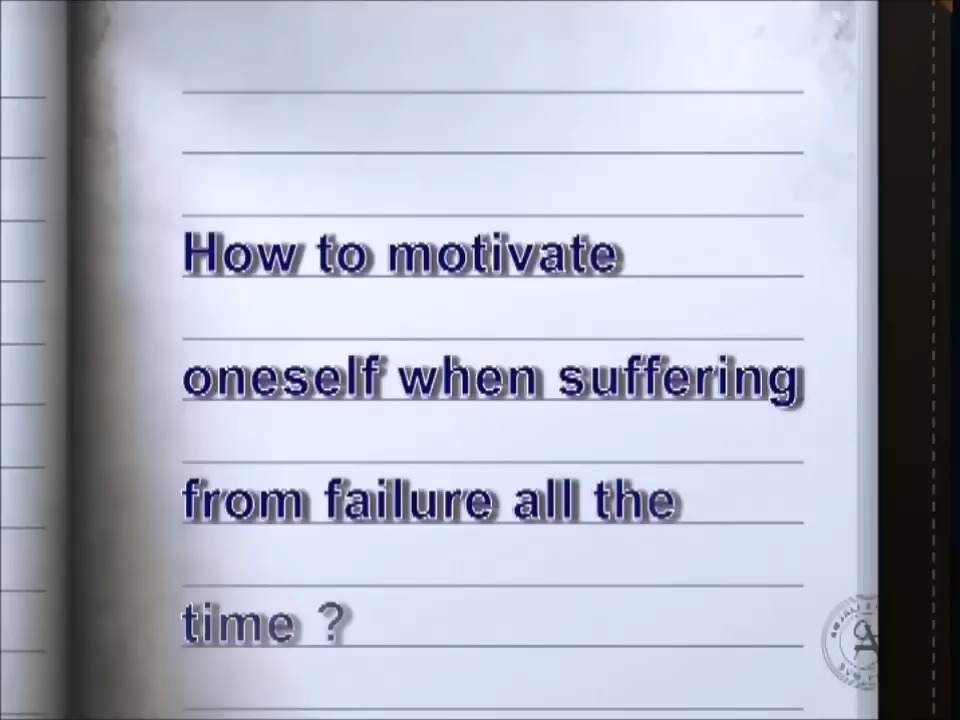 How to motivate
oneself when suffering
from failure all the
time ?